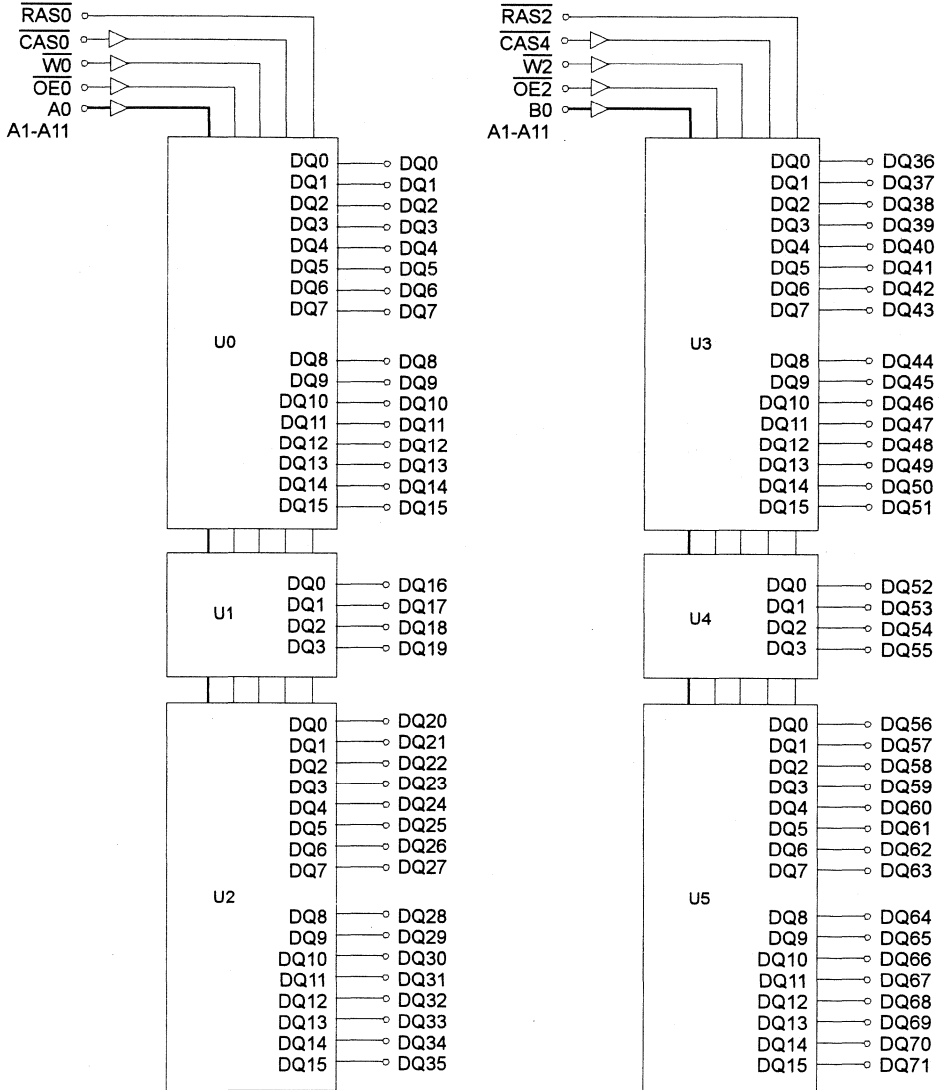 RAS0
CAS0
W0
OE0
A0
A1-A11
U0
DQ0 DQ0
DQ1 DQ1
DQ2 DQ2
DQ3 DQ3
DQ4 DQ4
DQ5 DQ5
DQ6 DQ6
DQ7 DQ7
DQ8 DQ8
DQ9 DQ9
DQ10 DQ10
DQ11 DQ11
DQ12 DQ12
DQ13 DQ13
DQ14 DQ14
DQ15 DQ15
U1
DQ0 DQ16
DQ1 DQ17
DQ2 DQ18
DQ3 DQ19
U2
DQ0 DQ20
DQ1 DQ21
DQ2 DQ22
DQ3 DQ23
DQ4 DQ24
DQ5 DQ25
DQ6 DQ26
DQ7 DQ27
DQ8 DQ28
DQ9 DQ29
DQ10 DQ30
DQ11 DQ31
DQ12 DQ32
DQ13 DQ33
DQ14 DQ34
DQ15 DQ35
RAS2
CAS4
W2
OE2
B0
A1-A11
U3
DQ0 DQ36
DQ1 DQ37
DQ2 DQ38
DQ3 DQ39
DQ4 DQ40
DQ5 DQ41
DQ6 DQ42
DQ7 DQ43
DQ8 DQ44
DQ9 DQ45
DQ10 DQ46
DQ11 DQ47
DQ12 DQ48
DQ13 DQ49
DQ14 DQ50
DQ15 DQ51
U4
DQ0 DQ52
DQ1 DQ53
DQ2 DQ54
DQ3 DQ55
U5
DQ0 DQ56
DQ1 DQ57
DQ2 DQ58
DQ3 DQ59
DQ4 DQ60
DQ5 DQ61
DQ6 DQ62
DQ7 DQ63
DQ8 DQ64
DQ9 DQ65
DQ10 DQ66
DQ11 DQ67
DQ12 DQ68
DQ13 DQ69
DQ14 DQ70
DQ15 DQ71